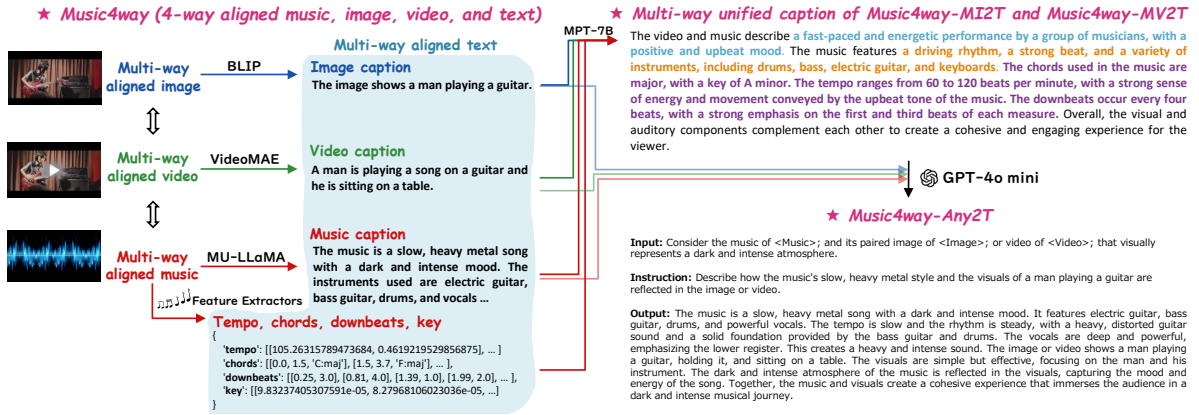 ★ Music4way (4-way aligned music, image, video, and text)
Multi-way aligned image
BLIP
Multi-way aligned text
Image caption
The image shows a man playing a guitar.
Multi-way aligned video
VideoMAE
Video caption
A man is playing a song on a guitar and
he is sitting on a table.
Multi-way aligned music
MU-LLaMA
Music caption
The music is a slow, heavy metal song
with a dark and intense mood. The
instruments used are electric guitar,
bass guitar, drums, and vocals ...
Feature Extractors
Tempo, chords, downbeats, key
{
'tempo': [[105.26315789473684, 0.4619219529856875], ... ]
'chords': [[0.0, 1.5, 'C:maj'], [1.5, 3.7, 'F:maj'], ...]
'downbeats': [[0.25, 3.0], [0.81, 4.0], [1.39, 1.0], [1.99, 2.0], ... ],
'key': [[9.83237405307591e-05, 8.27968106023036e-05, ...]
}
MPT-7B
★ Multi-way unified caption of Music4way-MI2T and Music4way-MV2T
The video and music describe a fast-paced and energetic performance by a group of musicians, with a
positive and upbeat mood. The music features a driving rhythm, a strong beat, and a variety of
instruments, including drums, bass, electric guitar, and keyboards. The chords used in the music are
major, with a key of A minor. The tempo ranges from 60 to 120 beats per minute, with a strong sense
of energy and movement conveyed by the upbeat tone of the music. The downbeats occur every four
beats, with a strong emphasis on the first and third beats of each measure. Overall, the visual and
auditory components complement each other to create a cohesive and engaging experience for the
viewer.
GPT-4o mini
★ Music4way-Any2T
Input: Consider the music of <Music>; and its paired image of <Image>; or video of <Video>; that visually
represents a dark and intense atmosphere.
Instruction: Describe how the music's slow, heavy metal style and the visuals of a man playing a guitar are
reflected in the image or video.
Output: The music is a slow, heavy metal song with a dark and intense mood. It features electric guitar, bass
guitar, drums, and powerful vocals. The tempo is slow and the rhythm is steady, with a heavy, distorted guitar
sound and a solid foundation provided by the bass guitar and drums. The vocals are deep and powerful,
emphasizing the lower register. This creates a heavy and intense sound. The image or video shows a man playing
a guitar, holding it, and sitting on a table. The visuals are simple but effective, focusing on the man and his
instrument. The dark and intense atmosphere of the music is reflected in the visuals, capturing the mood and
energy of the song. Together, the music and visuals create a cohesive experience that immerses the audience in a
dark and intense musical journey.